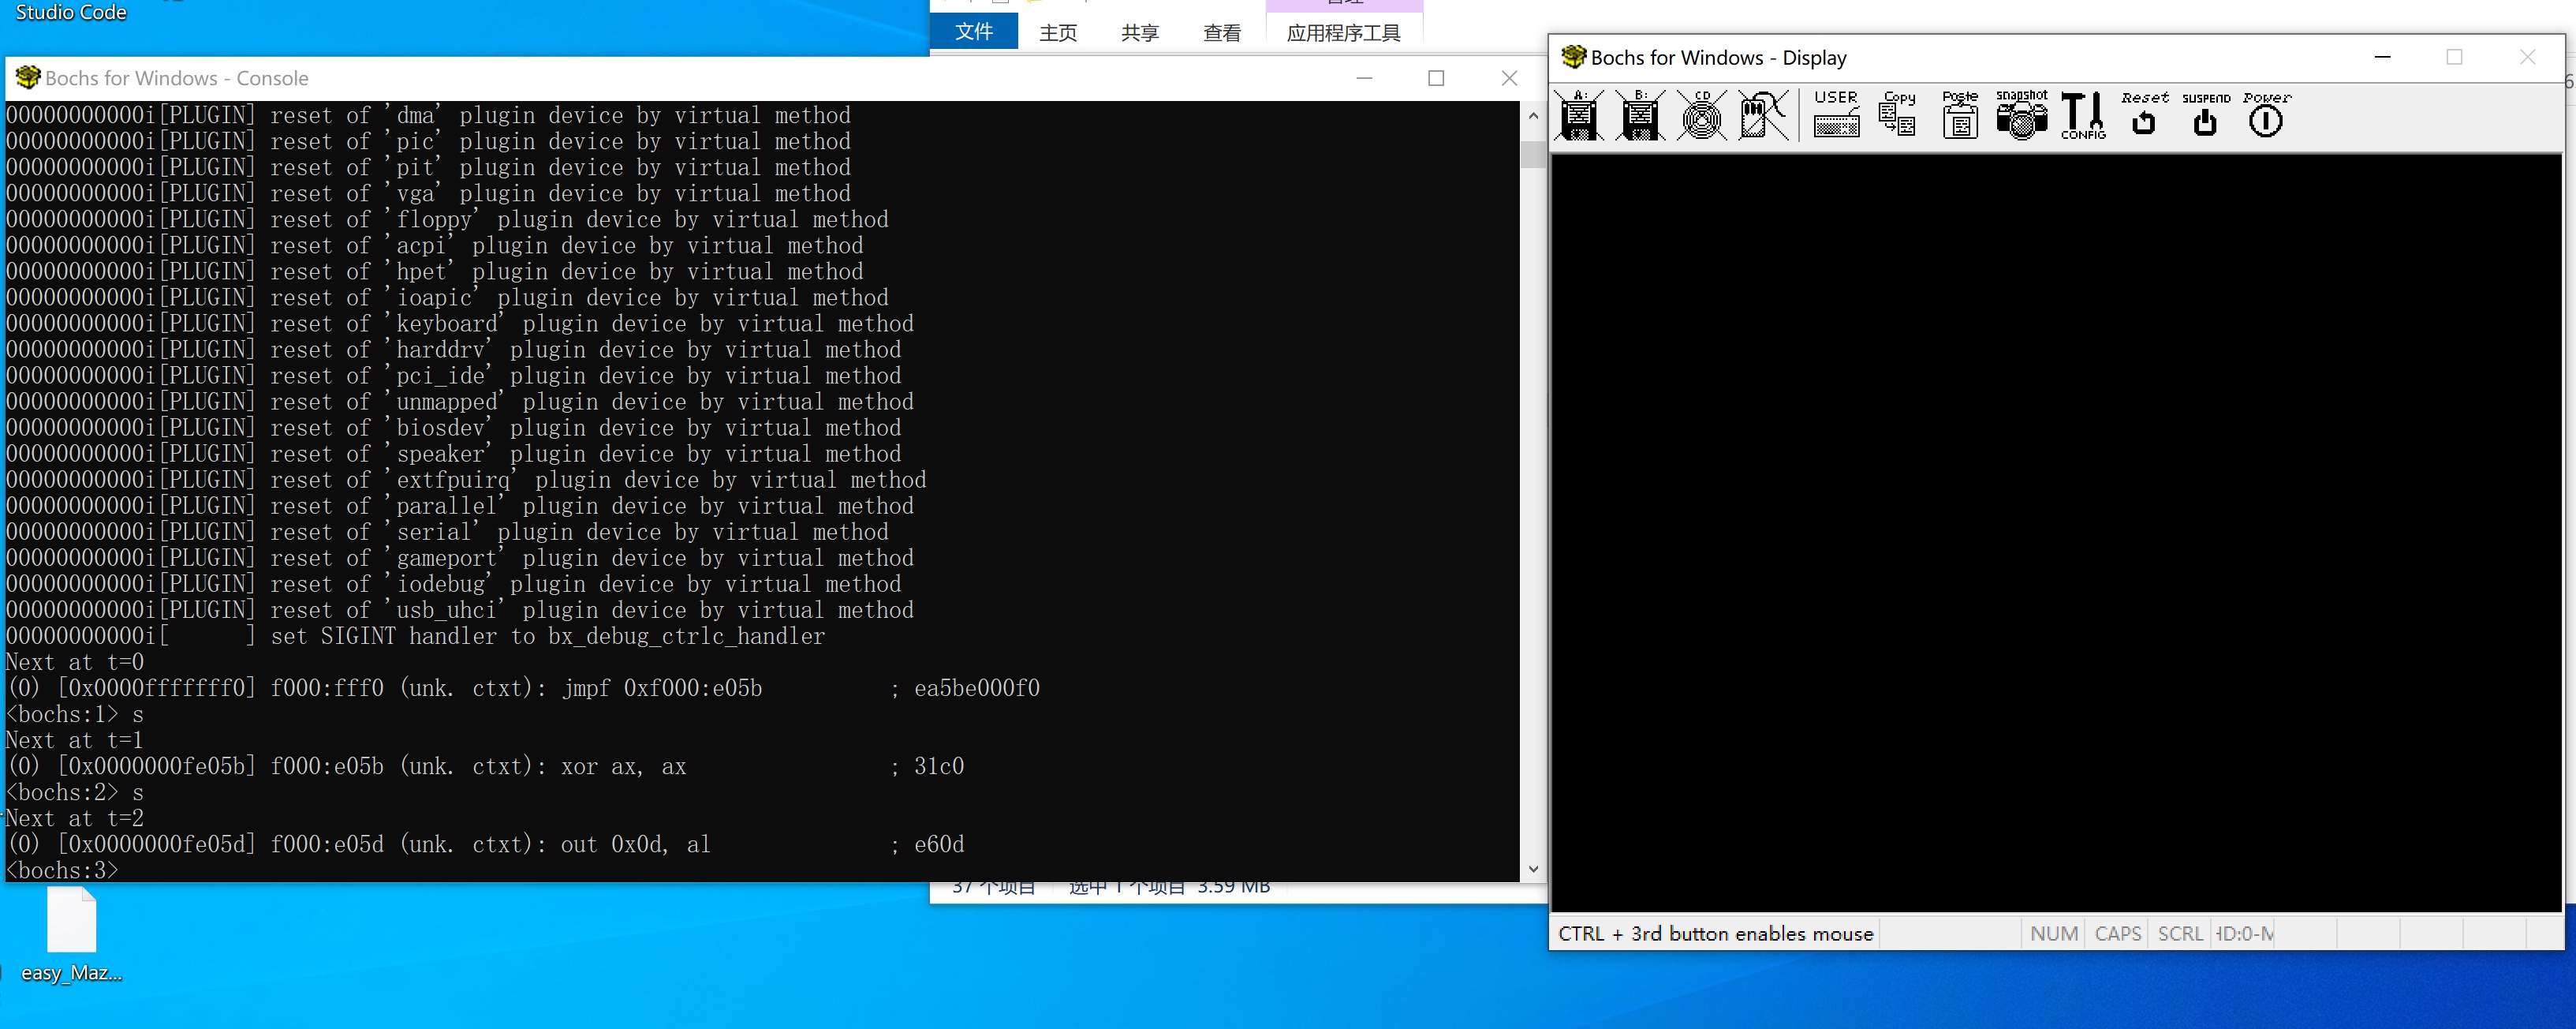 Studio Code
文件 主页 共享 查看 应用程序工具
Bochs for Windows - Console
00000000000i[PLUGIN] reset of 'dma' plugin device by virtual method
00000000000i[PLUGIN] reset of 'pic' plugin device by virtual method
00000000000i[PLUGIN] reset of 'pit' plugin device by virtual method
00000000000i[PLUGIN] reset of 'vga' plugin device by virtual method
00000000000i[PLUGIN] reset of 'floppy' plugin device by virtual method
00000000000i[PLUGIN] reset of 'acpi' plugin device by virtual method
00000000000i[PLUGIN] reset of 'hpet' plugin device by virtual method
00000000000i[PLUGIN] reset of 'ioapic' plugin device by virtual method
00000000000i[PLUGIN] reset of 'keyboard' plugin device by virtual method
00000000000i[PLUGIN] reset of 'harddrv' plugin device by virtual method
00000000000i[PLUGIN] reset of 'pci_ide' plugin device by virtual method
00000000000i[PLUGIN] reset of 'unmapped' plugin device by virtual method
00000000000i[PLUGIN] reset of 'biosdev' plugin device by virtual method
00000000000i[PLUGIN] reset of 'speaker' plugin device by virtual method
00000000000i[PLUGIN] reset of 'extfpuirq' plugin device by virtual method
00000000000i[PLUGIN] reset of 'parallel' plugin device by virtual method
00000000000i[PLUGIN] reset of 'serial' plugin device by virtual method
00000000000i[PLUGIN] reset of 'gameport' plugin device by virtual method
00000000000i[PLUGIN] reset of 'iodebug' plugin device by virtual method
00000000000i[PLUGIN] reset of 'usb_uhci' plugin device by virtual method
00000000000i[      ] set SIGINT handler to bx_debug_ctrlc_handler
Next at t=0
(0) [0x0000fffffff0] f000:fff0 (unk. ctxt): jmpf 0xf000:e05b          ; ea5be000f0
<bochs:1> s
Next at t=1
(0) [0x0000000fe05b] f000:e05b (unk. ctxt): xor ax, ax                ; 31c0
<bochs:2> s
Next at t=2
(0) [0x0000000fe05d] f000:e05d (unk. ctxt): out 0x0d, al              ; e60d
<bochs:3>
37 个项目 选中 1 个项目 3.59 MB
easy_Maz...
Bochs for Windows - Display
A: B: CD USER Copy Paste snapshot CONFIG Reset SUSPEND Power
CTRL + 3rd button enables mouse NUM CAPS SCRL HD:0-M